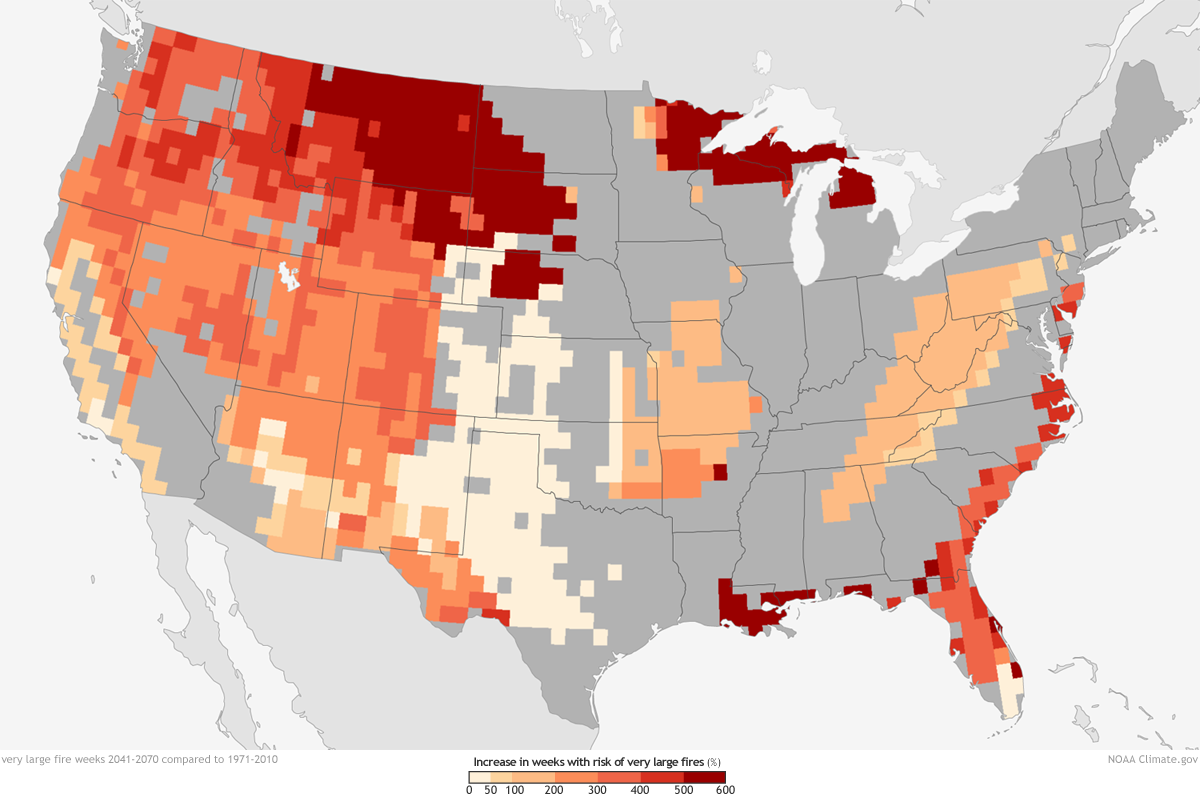 very large fire weeks 2041-2070 compared to 1971-2010
Increase in weeks with risk of very large fires (%)
0 50 100 200 300 400 500 600
NOAA Climate.gov